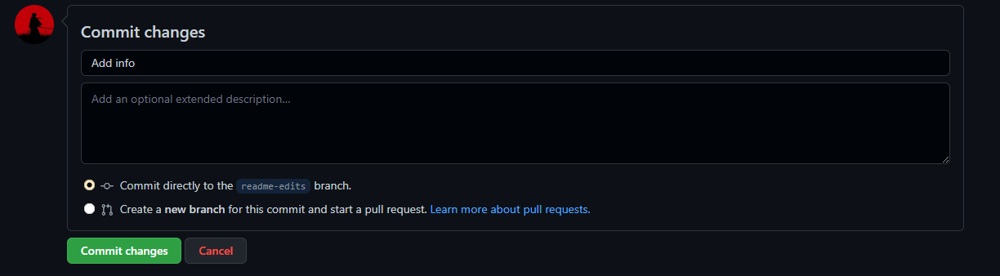 Commit changes
Add info
Add an optional extended description...
Commit directly to the readme-edits branch.
Create a new branch for this commit and start a pull request. Learn more about pull requests.
Commit changes Cancel